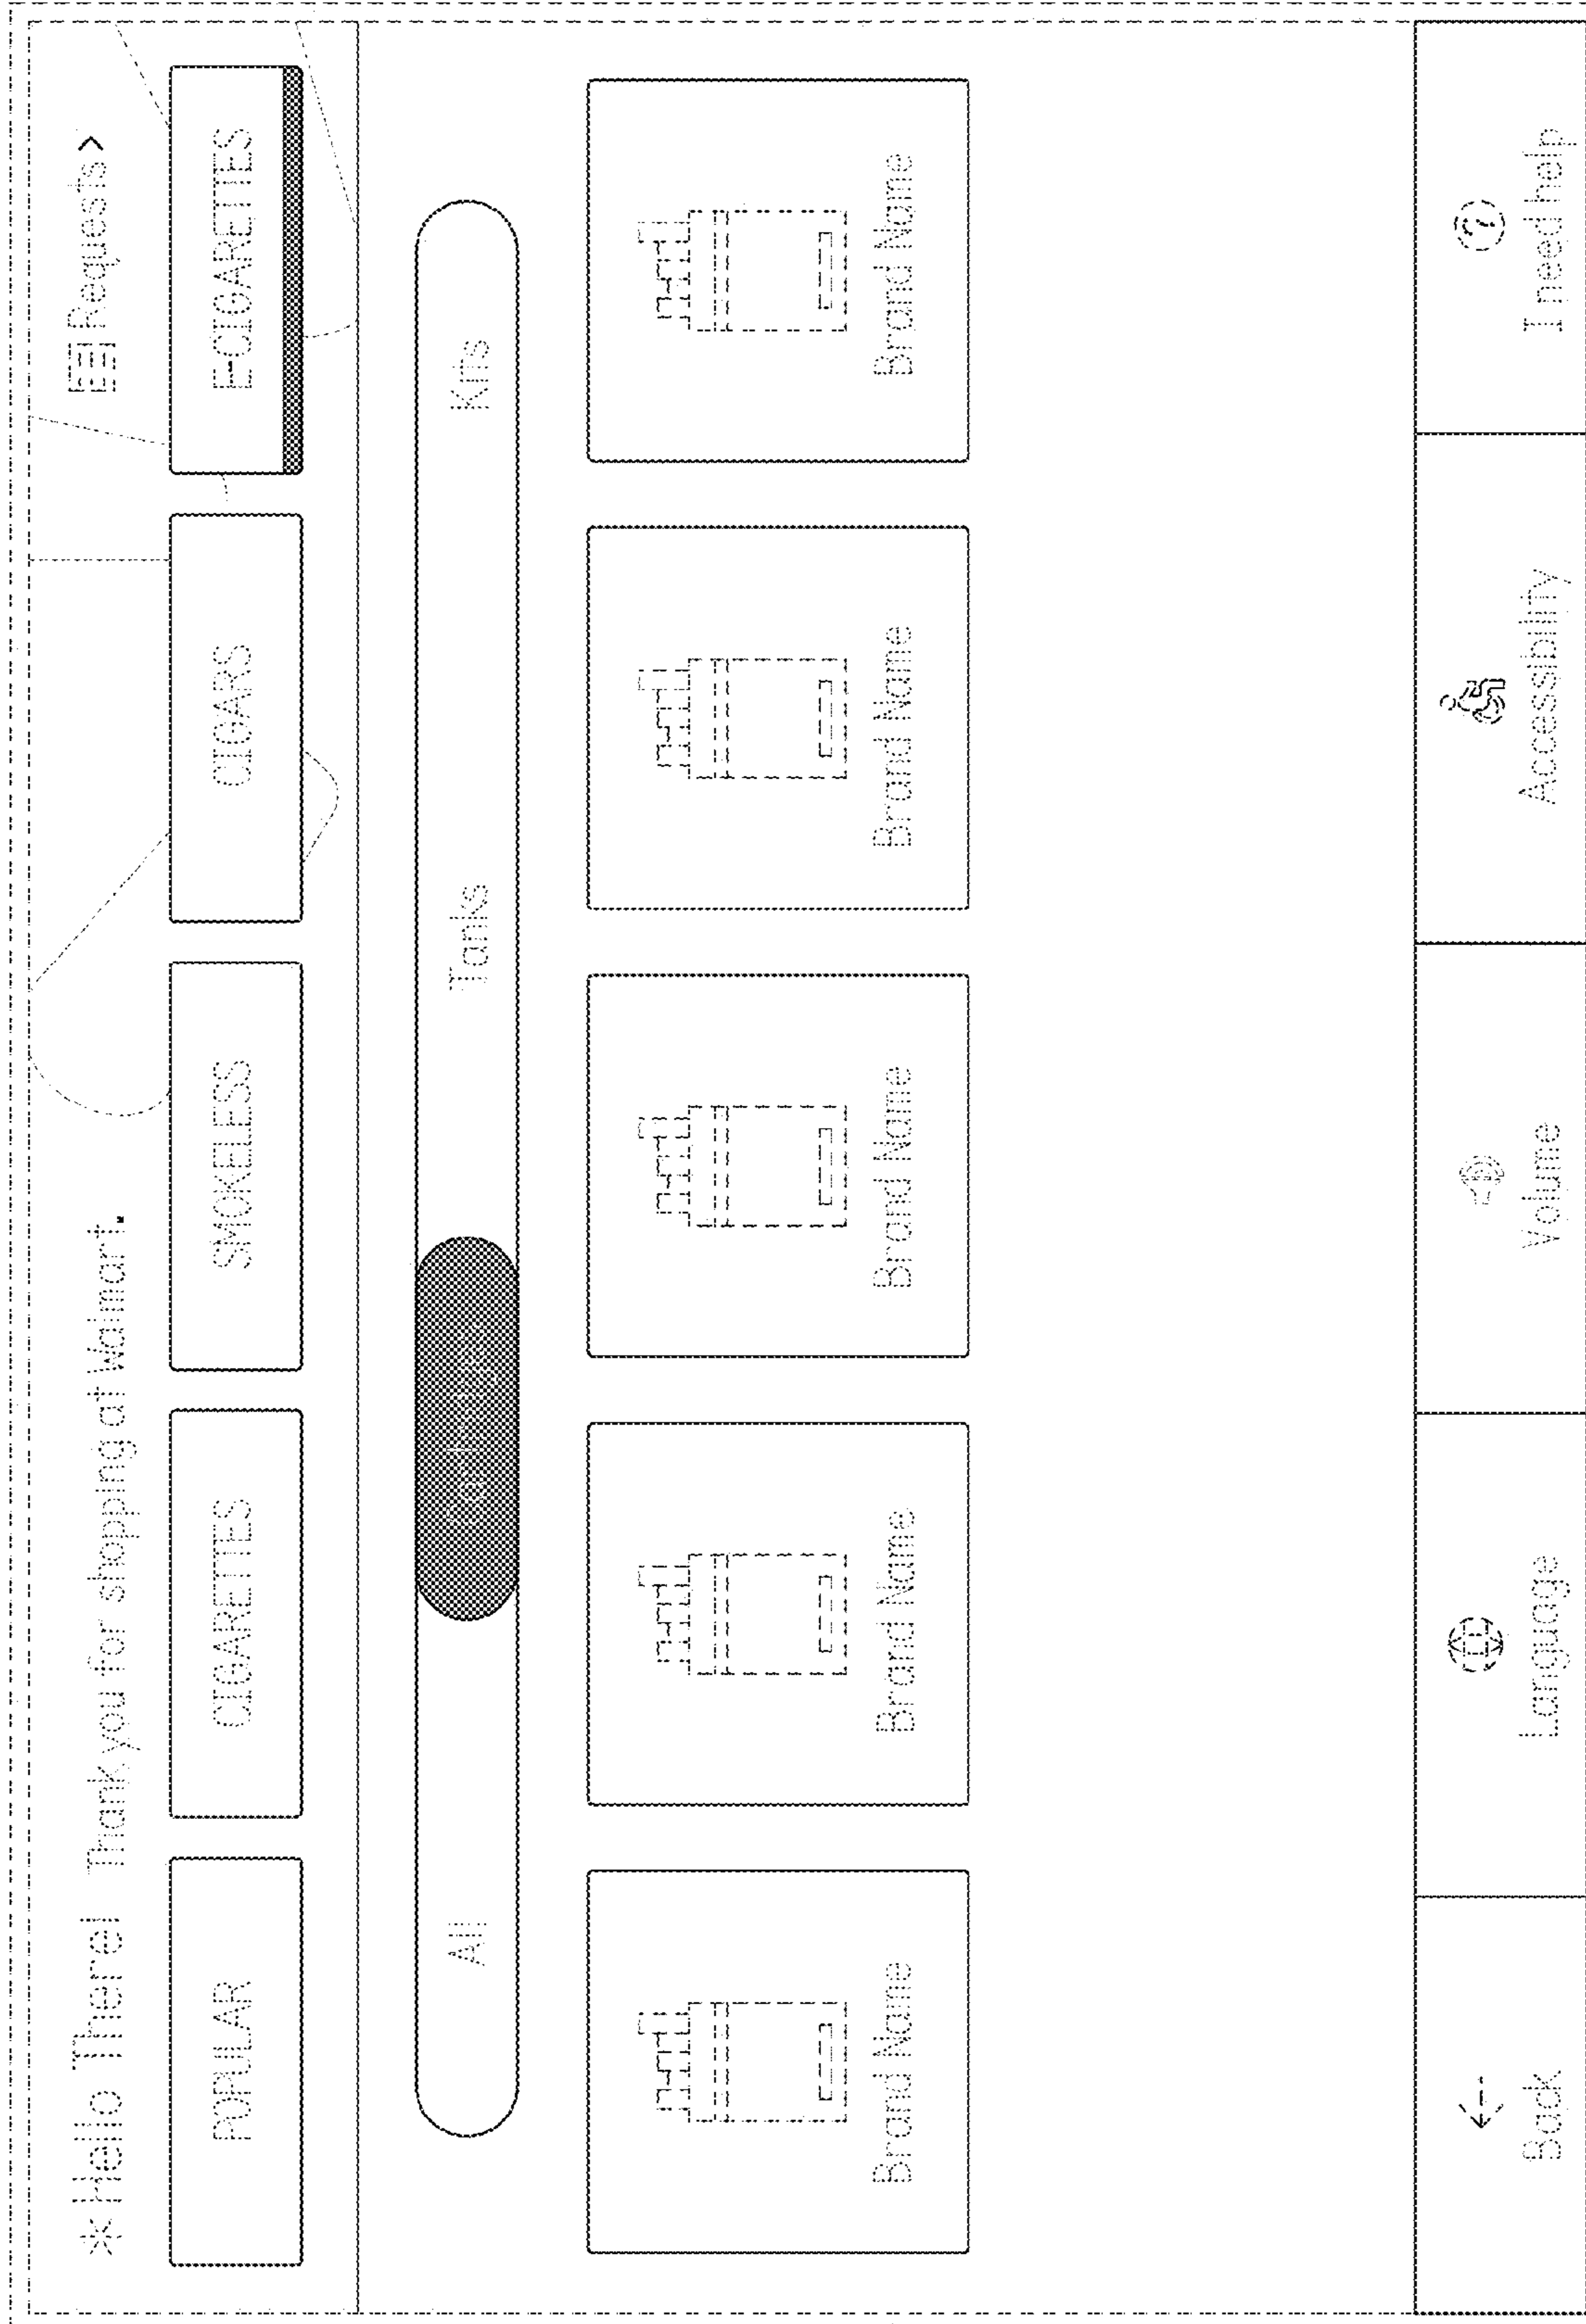 Hello There! Thank you for shopping at Walmart.
Requests >
POPULAR
CIGARETTES
SMOKELESS
CIGARS
E-CIGARETTES
All
Tanks
Kits
Brand Name
Brand Name
Brand Name
Brand Name
Brand Name
Back
Language
Volume
Accessibility
I need help